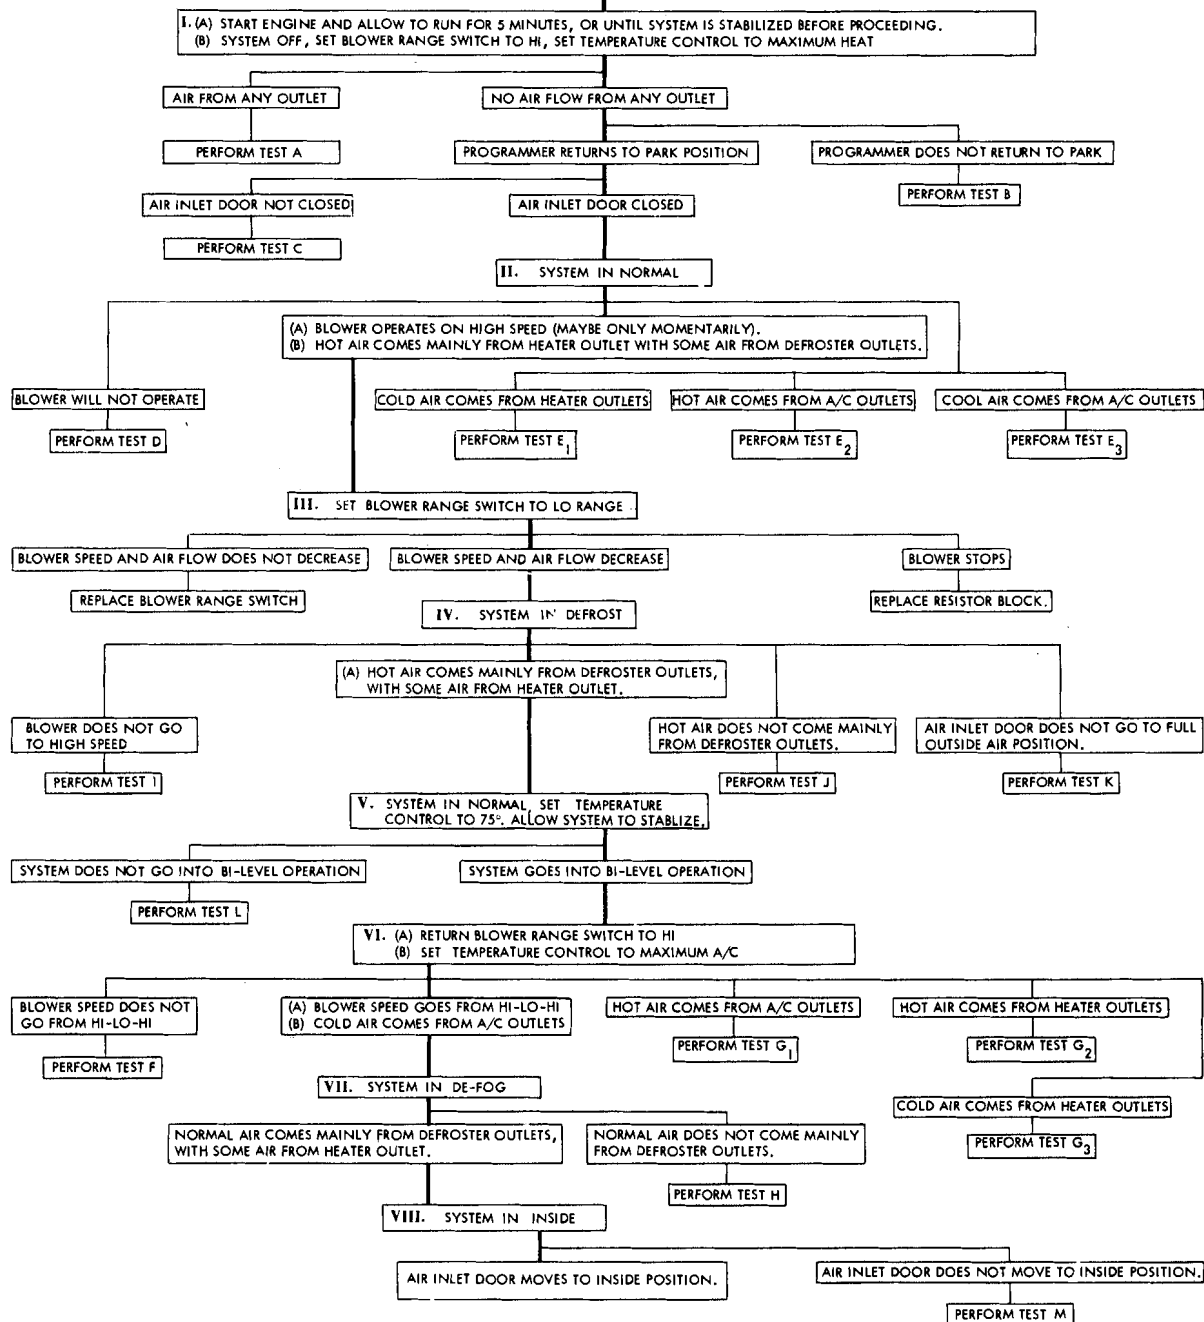 I. (A) START ENGINE AND ALLOW TO RUN FOR 5 MINUTES, OR UNTIL SYSTEM IS STABILIZED BEFORE PROCEEDING.
(B) SYSTEM OFF, SET BLOWER RANGE SWITCH TO HI, SET TEMPERATURE CONTROL TO MAXIMUM HEAT
AIR FROM ANY OUTLET
NO AIR FLOW FROM ANY OUTLET
PERFORM TEST A
PROGRAMMER RETURNS TO PARK POSITION
PROGRAMMER DOES NOT RETURN TO PARK
PERFORM TEST B
AIR INLET DOOR NOT CLOSED
AIR INLET DOOR CLOSED
PERFORM TEST C
II. SYSTEM IN NORMAL
(A) BLOWER OPERATES ON HIGH SPEED (MAYBE ONLY MOMENTARILY).
(B) HOT AIR COMES MAINLY FROM HEATER OUTLET WITH SOME AIR FROM DEFROSTER OUTLETS.
BLOWER WILL NOT OPERATE
COLD AIR COMES FROM HEATER OUTLETS
HOT AIR COMES FROM A/C OUTLETS
COOL AIR COMES FROM A/C OUTLETS
PERFORM TEST D
PERFORM TEST E1
PERFORM TEST E2
PERFORM TEST E3
III. SET BLOWER RANGE SWITCH TO LO RANGE
BLOWER SPEED AND AIR FLOW DOES NOT DECREASE
BLOWER SPEED AND AIR FLOW DECREASE
BLOWER STOPS
REPLACE BLOWER RANGE SWITCH
REPLACE RESISTOR BLOCK.
IV. SYSTEM IN DEFROST
(A) HOT AIR COMES MAINLY FROM DEFROSTER OUTLETS,
WITH SOME AIR FROM HEATER OUTLET.
BLOWER DOES NOT GO
TO HIGH SPEED
HOT AIR DOES NOT COME MAINLY
FROM DEFROSTER OUTLETS.
AIR INLET DOOR DOES NOT GO TO FULL
OUTSIDE AIR POSITION.
PERFORM TEST I
PERFORM TEST J
PERFORM TEST K
V. SYSTEM IN NORMAL, SET TEMPERATURE
CONTROL TO 75°. ALLOW SYSTEM TO STABLIZE.
SYSTEM DOES NOT GO INTO BI-LEVEL OPERATION
SYSTEM GOES INTO BI-LEVEL OPERATION
PERFORM TEST L
VI. (A) RETURN BLOWER RANGE SWITCH TO HI
(B) SET TEMPERATURE CONTROL TO MAXIMUM A/C
BLOWER SPEED DOES NOT
GO FROM HI-LO-HI
(A) BLOWER SPEED GOES FROM HI-LO-HI
(B) COLD AIR COMES FROM A/C OUTLETS
HOT AIR COMES FROM A/C OUTLETS
HOT AIR COMES FROM HEATER OUTLETS
PERFORM TEST F
PERFORM TEST G1
PERFORM TEST G2
VII. SYSTEM IN DE-FOG
COLD AIR COMES FROM HEATER OUTLETS
PERFORM TEST G3
NORMAL AIR COMES MAINLY FROM DEFROSTER OUTLETS,
WITH SOME AIR FROM HEATER OUTLET.
NORMAL AIR DOES NOT COME MAINLY
FROM DEFROSTER OUTLETS.
PERFORM TEST H
VIII. SYSTEM IN INSIDE
AIR INLET DOOR MOVES TO INSIDE POSITION.
AIR INLET DOOR DOES NOT MOVE TO INSIDE POSITION.
PERFORM TEST M